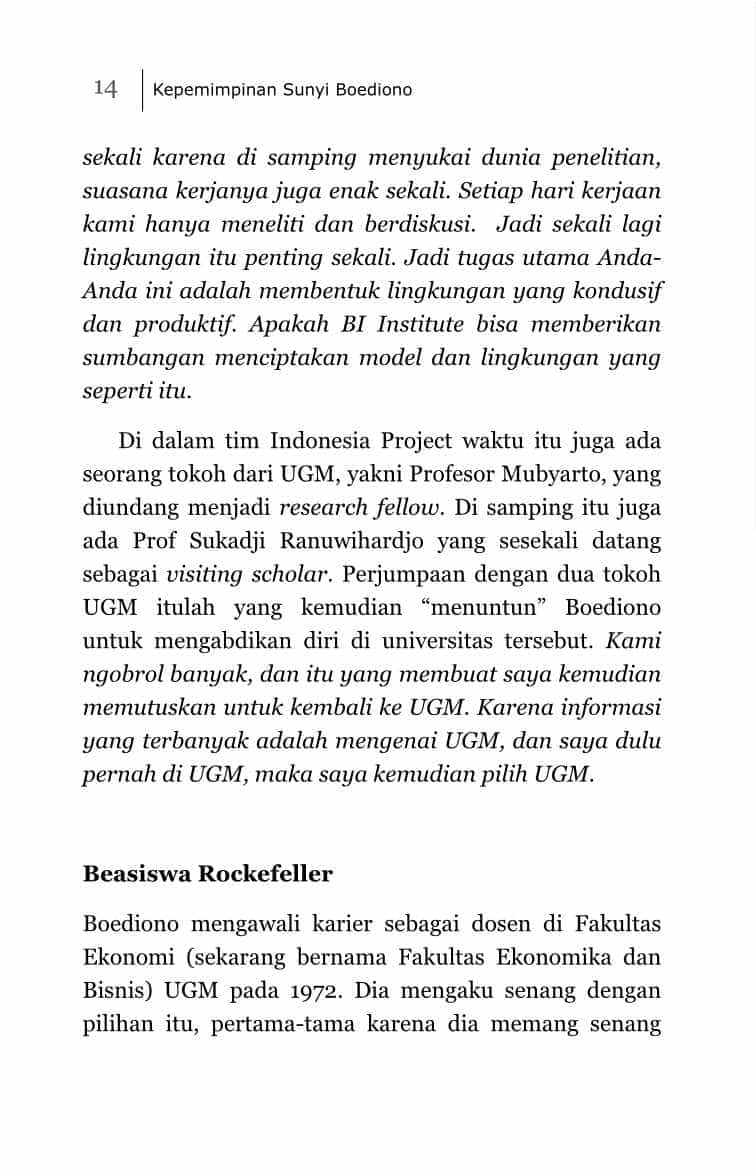 14 Kepemimpinan Sunyi Boediono
sekali karena di samping menyukai dunia penelitian,
suasana kerjanya juga enak sekali. Setiap hari kerjaan
kami hanya meneliti dan berdiskusi.  Jadi sekali lagi
lingkungan itu penting sekali. Jadi tugas utama Anda-
Anda ini adalah membentuk lingkungan yang kondusif
dan produktif. Apakah BI Institute bisa memberikan
sumbangan menciptakan model dan lingkungan yang
seperti itu.
Di dalam tim Indonesia Project waktu itu juga ada
seorang tokoh dari UGM, yakni Profesor Mubyarto, yang
diundang menjadi research fellow. Di samping itu juga
ada Prof Sukadji Ranuwihardjo yang sesekali datang
sebagai visiting scholar. Perjumpaan dengan dua tokoh
UGM itulah yang kemudian “menuntun” Boediono
untuk mengabdikan diri di universitas tersebut. Kami
ngobrol banyak, dan itu yang membuat saya kemudian
memutuskan untuk kembali ke UGM. Karena informasi
yang terbanyak adalah mengenai UGM, dan saya dulu
pernah di UGM, maka saya kemudian pilih UGM.
Beasiswa Rockefeller
Boediono mengawali karier sebagai dosen di Fakultas
Ekonomi (sekarang bernama Fakultas Ekonomika dan
Bisnis) UGM pada 1972. Dia mengaku senang dengan
pilihan itu, pertama-tama karena dia memang senang